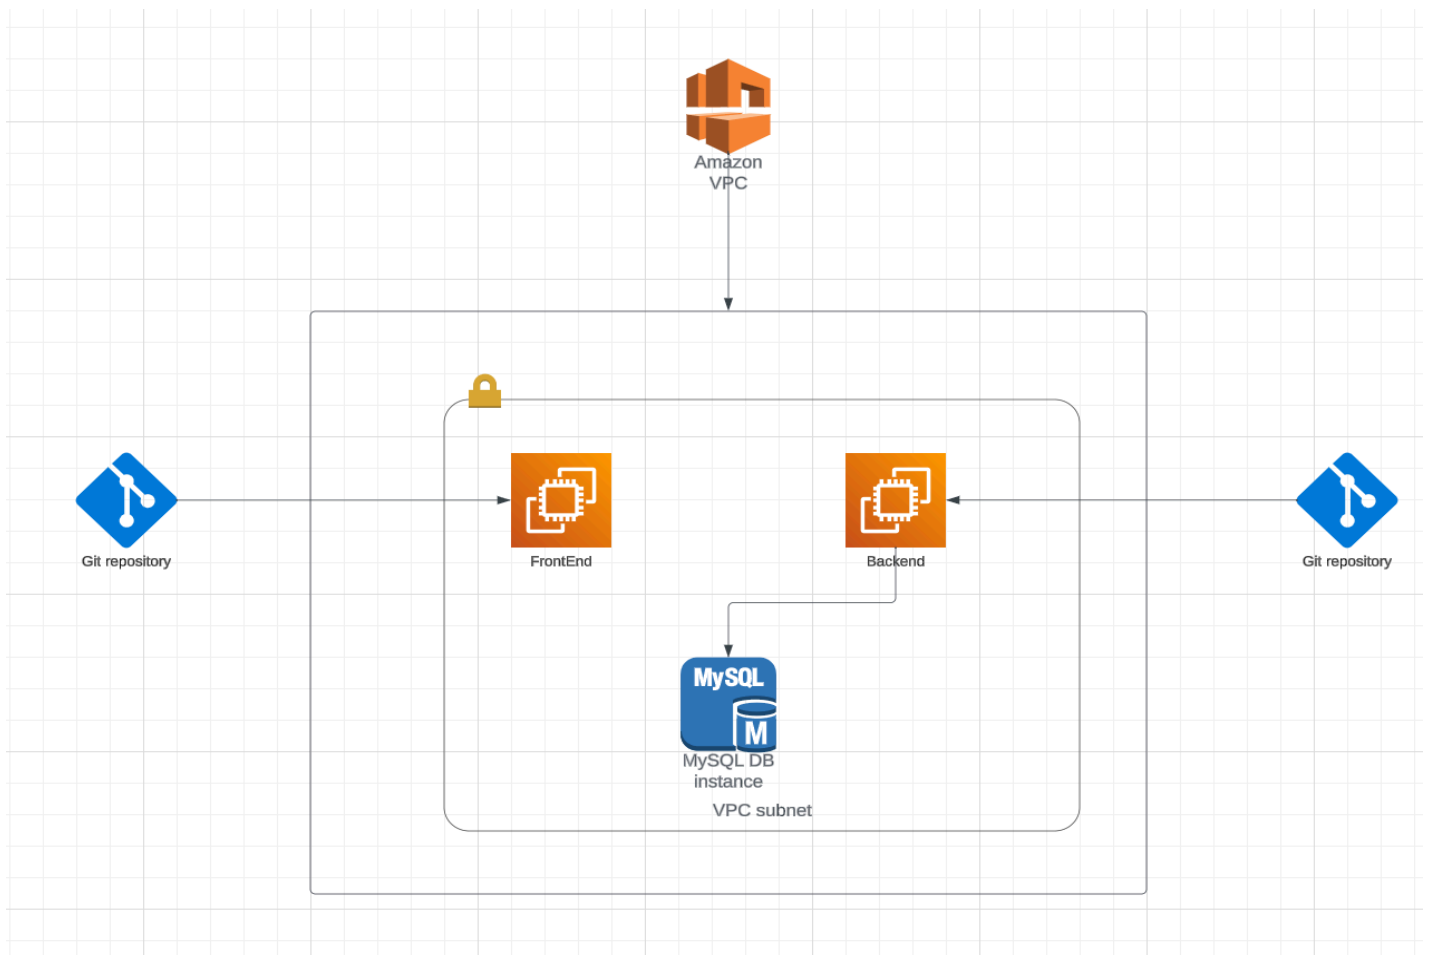 Amazon
VPC
Git repository
FrontEnd
Backend
Git repository
MySQL
M
MySQL DB
instance
VPC subnet